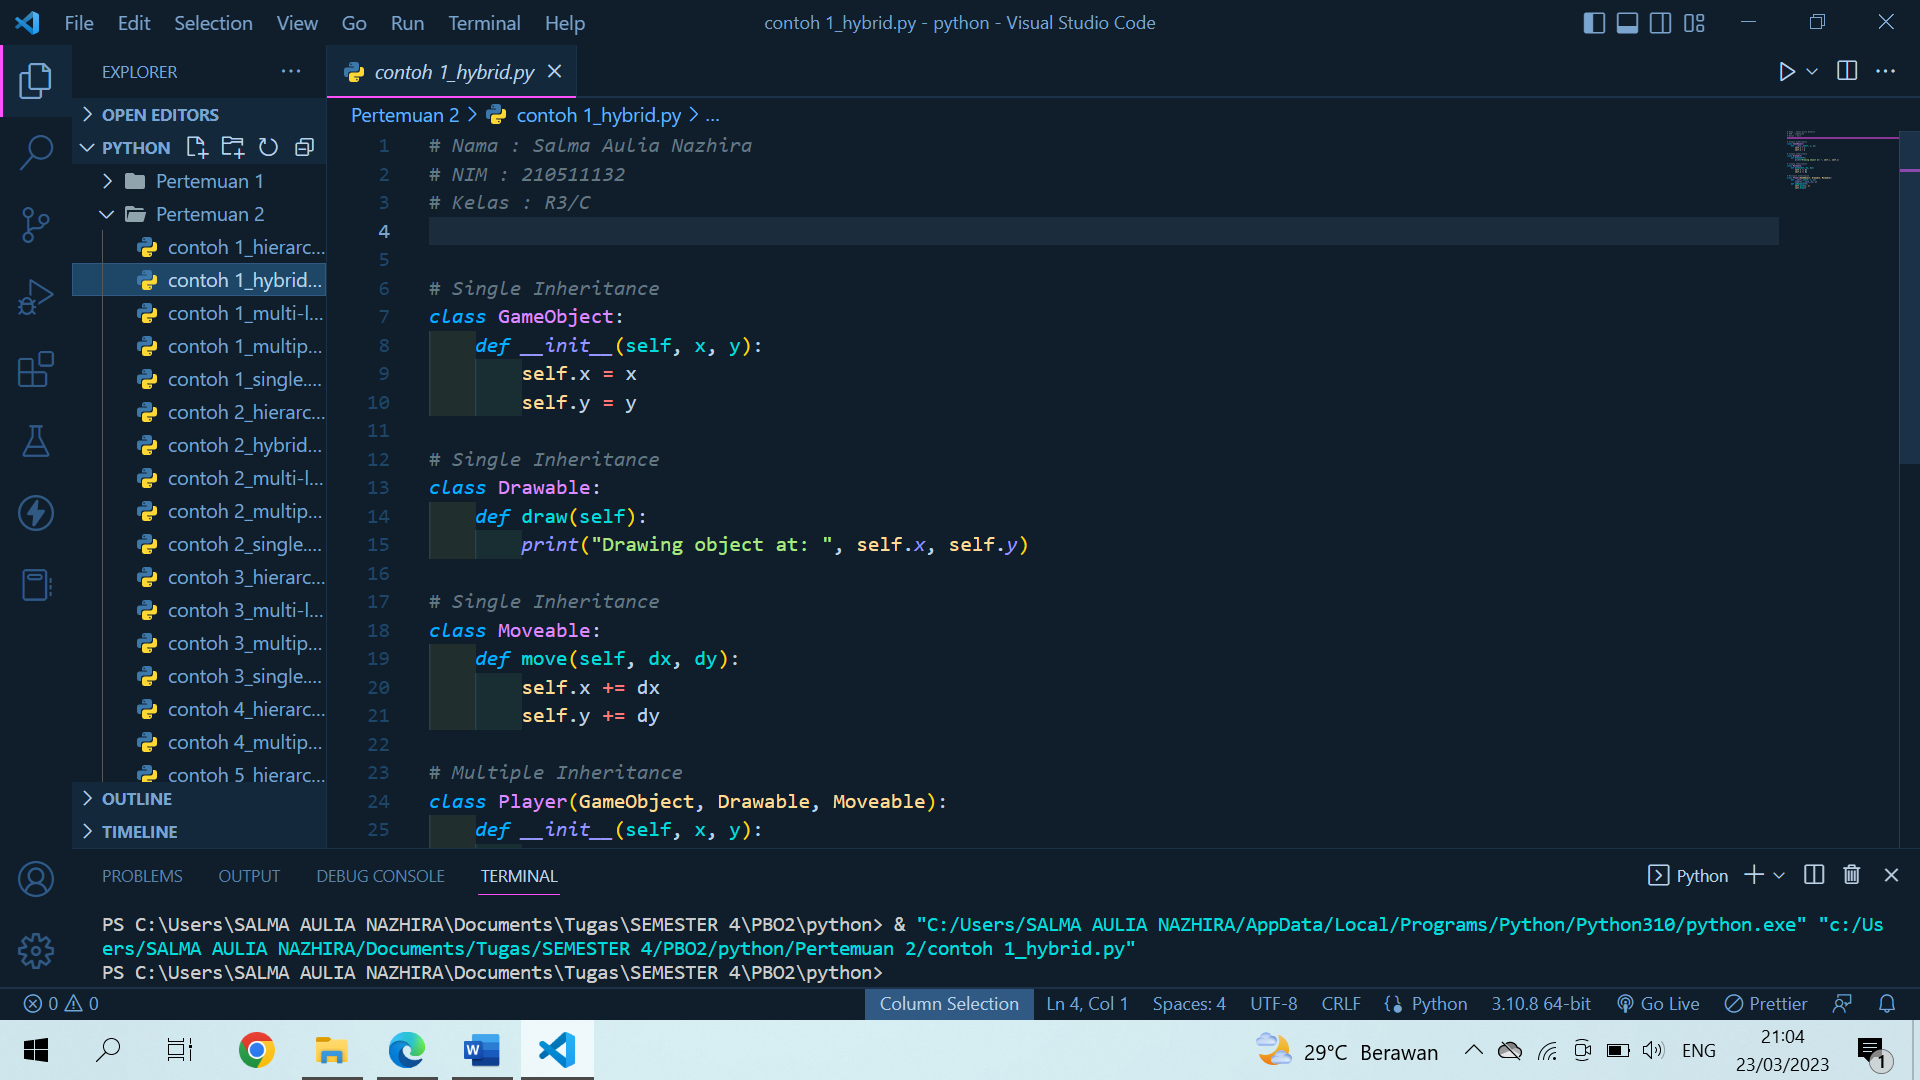 File Edit Selection View Go Run Terminal Help
contoh 1_hybrid.py - python - Visual Studio Code
EXPLORER
OPEN EDITORS
PYTHON
Pertemuan 1
Pertemuan 2
contoh 1_hierarc...
contoh 1_hybrid...
contoh 1_multi-l...
contoh 1_multip...
contoh 1_single....
contoh 2_hierarc...
contoh 2_hybrid...
contoh 2_multi-l...
contoh 2_multip...
contoh 2_single....
contoh 3_hierarc...
contoh 3_multi-l...
contoh 3_multip...
contoh 3_single....
contoh 4_hierarc...
contoh 4_multip...
contoh 5_hierarc...
OUTLINE
TIMELINE
contoh 1_hybrid.py
Pertemuan 2 > contoh 1_hybrid.py > ...
1 # Nama : Salma Aulia Nazhira
2 # NIM : 210511132
3 # Kelas : R3/C
4
5
6 # Single Inheritance
7 class GameObject:
8     def __init__(self, x, y):
9         self.x = x
10         self.y = y
11
12 # Single Inheritance
13 class Drawable:
14     def draw(self):
15         print("Drawing object at: ", self.x, self.y)
16
17 # Single Inheritance
18 class Moveable:
19     def move(self, dx, dy):
20         self.x += dx
21         self.y += dy
22
23 # Multiple Inheritance
24 class Player(GameObject, Drawable, Moveable):
25     def __init__(self, x, y):
PROBLEMS OUTPUT DEBUG CONSOLE TERMINAL
Python
PS C:\Users\SALMA AULIA NAZHIRA\Documents\Tugas\SEMESTER 4\PBO2\python> & "C:/Users/SALMA AULIA NAZHIRA/AppData/Local/Programs/Python/Python310/python.exe" "c:/Us
ers/SALMA AULIA NAZHIRA/Documents/Tugas/SEMESTER 4/PBO2/python/Pertemuan 2/contoh 1_hybrid.py"
PS C:\Users\SALMA AULIA NAZHIRA\Documents\Tugas\SEMESTER 4\PBO2\python>
0 0
Column Selection Ln 4, Col 1 Spaces: 4 UTF-8 CRLF Python 3.10.8 64-bit Go Live Prettier
29°C Berawan
ENG
21:04
23/03/2023
1